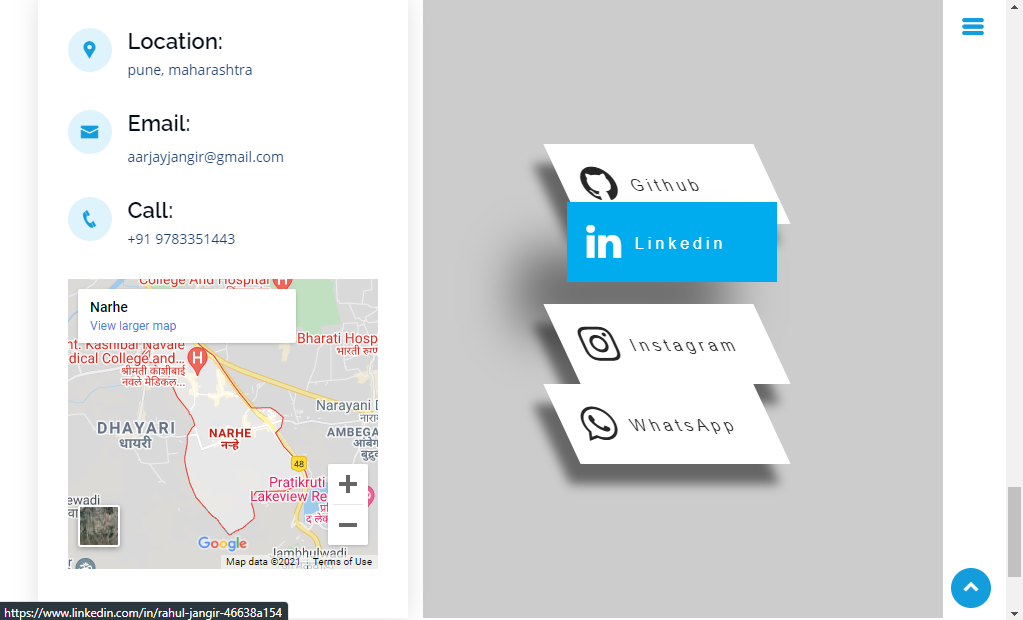 Location:
pune, maharashtra
Email:
aarjayjangir@gmail.com
Call:
+91 9783351443
College And Hospital
Narhe
View larger map
Bharati Hosp
भारती रुग्ण
mt. Kashibai Navale
dical College and...
श्रीमती काशीबाई
नवले मेडिकल...
Narayani D
DHAYARI
धायरी
NARHE
नऱ्हे
AMBEGA
आंबेग
बुद्रुक
48
Pratikruti
Lakeview Re
ewadi
Google
Jambhulwadi
Map data ©2021
Terms of Use
Github
Linkedin
Instagram
WhatsApp
https://www.linkedin.com/in/rahul-jangir-46638a154